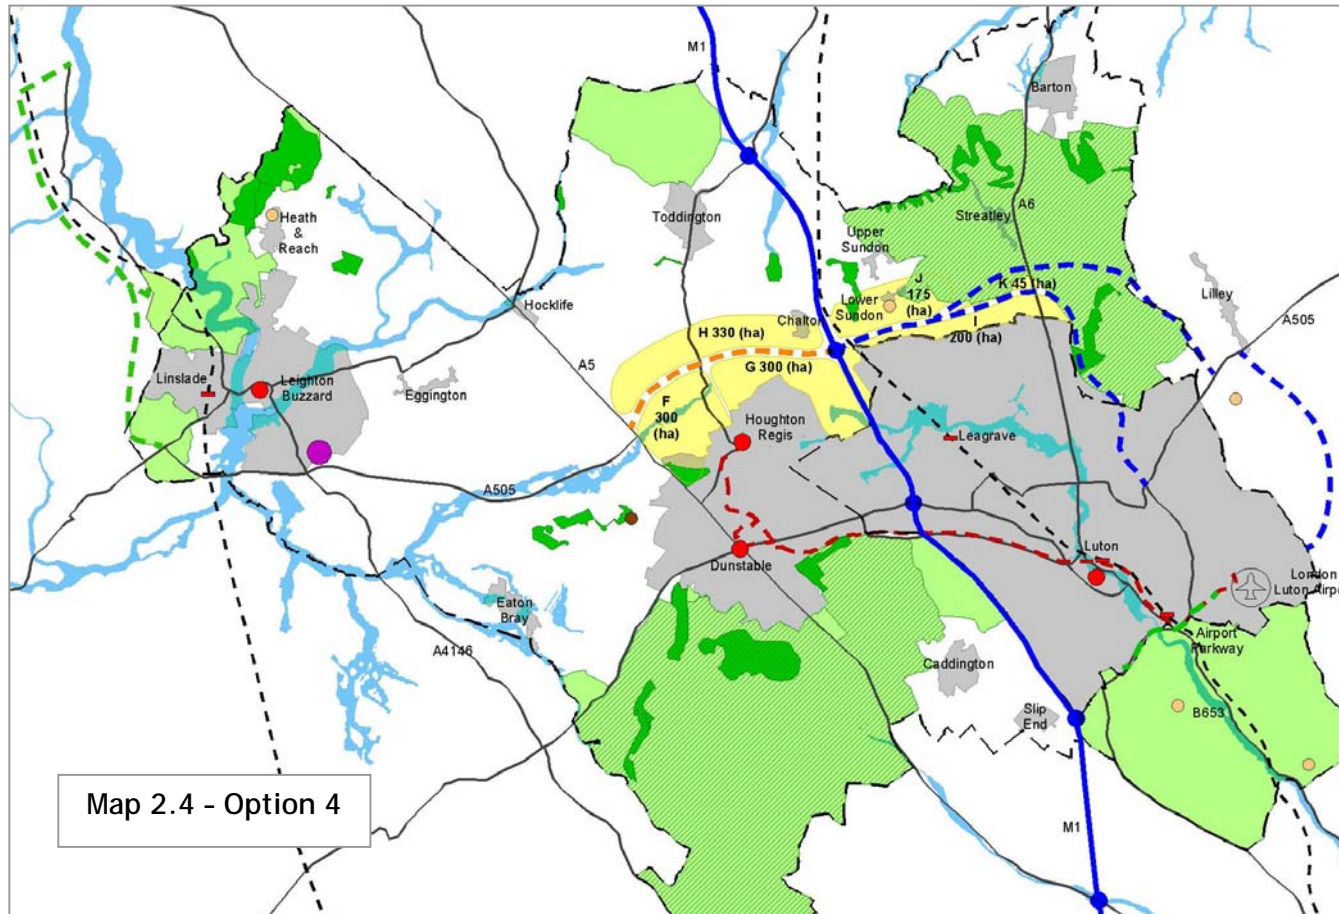 M1
Barton
Heath
&
Reach
Toddington
Streatley
A6
Upper
Sundon
Hocklife
Lower
Sundon
J
175
(ha)
K 45 (ha)
Lilley
Chalton
H 330 (ha)
I
200 (ha)
A505
A5
G 300 (ha)
Linslade
Leighton
Buzzard
Eggington
F
300
(ha)
Houghton
Regis
Leagrave
A505
Dunstable
Luton
London
Luton Airp
Eaton
Bray
Airport
Parkway
A4146
Caddington
Slip
End
B653
Map 2.4 - Option 4
M1